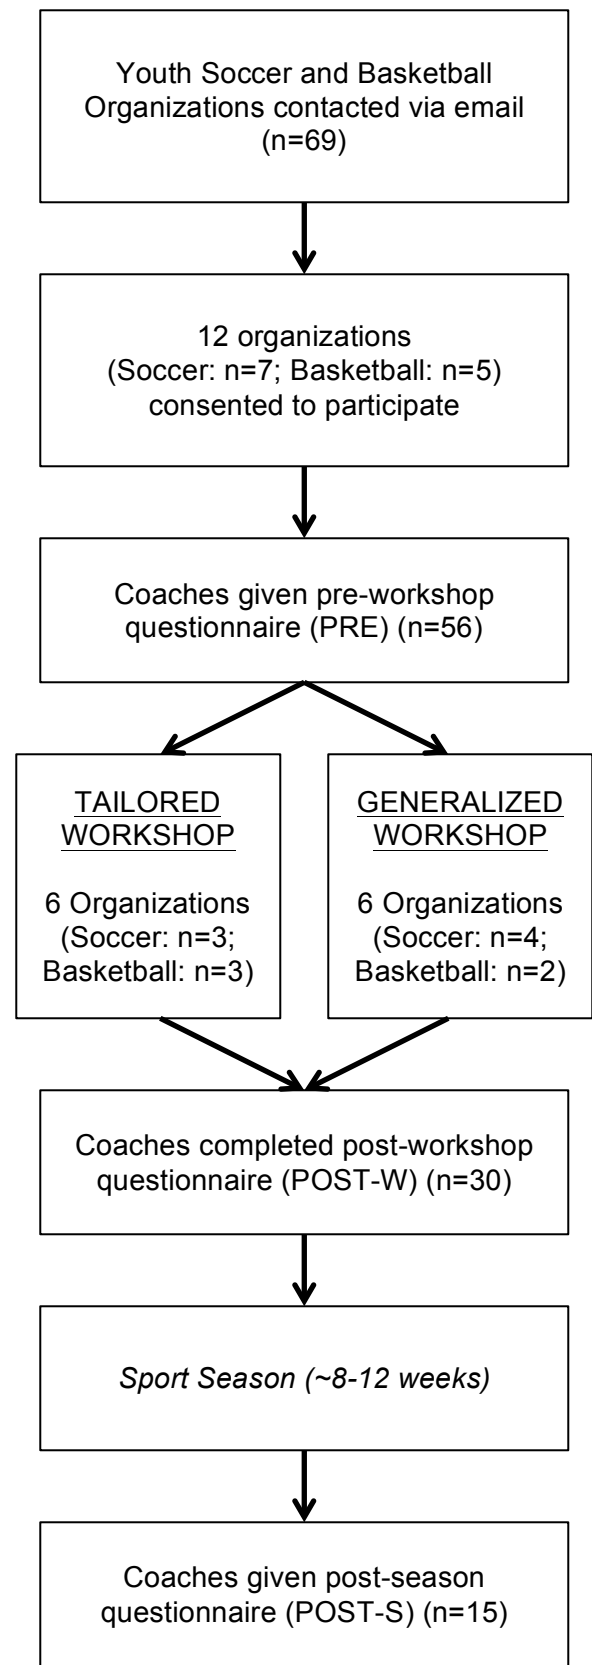 Youth Soccer and Basketball
Organizations contacted via email
(n=69)
12 organizations
(Soccer: n=7; Basketball: n=5)
consented to participate
Coaches given pre-workshop
questionnaire (PRE) (n=56)
TAILORED
WORKSHOP
6 Organizations
(Soccer: n=3;
Basketball: n=3)
GENERALIZED
WORKSHOP
6 Organizations
(Soccer: n=4;
Basketball: n=2)
Coaches completed post-workshop
questionnaire (POST-W) (n=30)
Sport Season (~8-12 weeks)
Coaches given post-season
questionnaire (POST-S) (n=15)